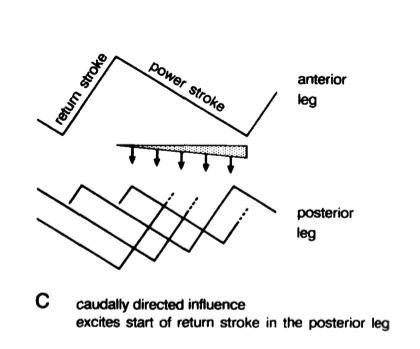 return stroke
power stroke
anterior
leg
posterior
leg
C caudally directed influence
excites start of return stroke in the posterior leg